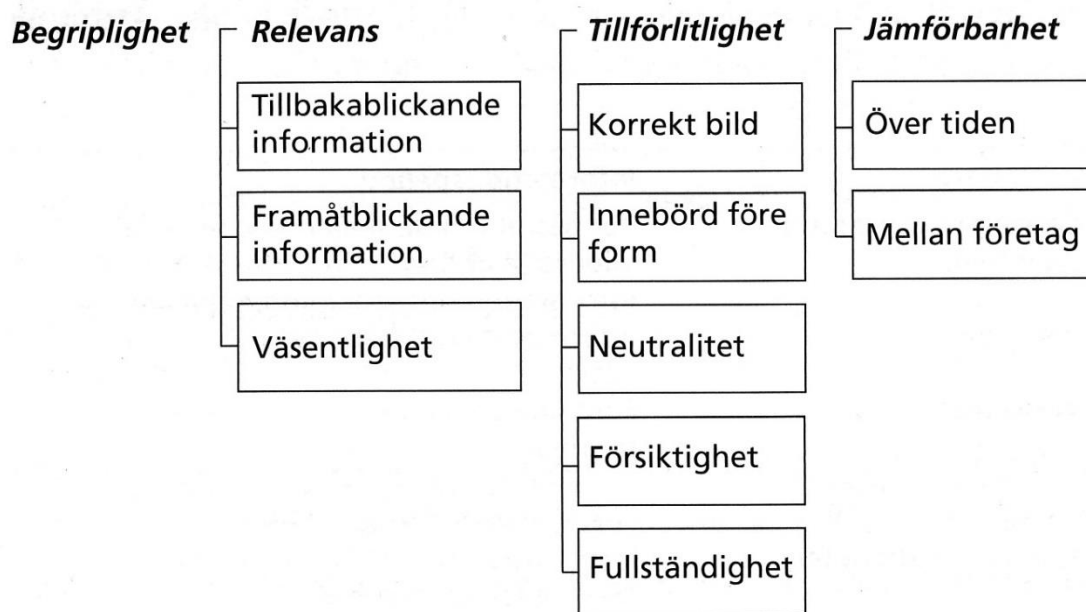 Begriplighet
Relevans
Tillbakablickande
information
Framåtblickande
information
Väsentlighet
Tillförlitlighet
Korrekt bild
Innebörd före
form
Neutralitet
Försiktighet
Fullständighet
Jämförbarhet
Över tiden
Mellan företag